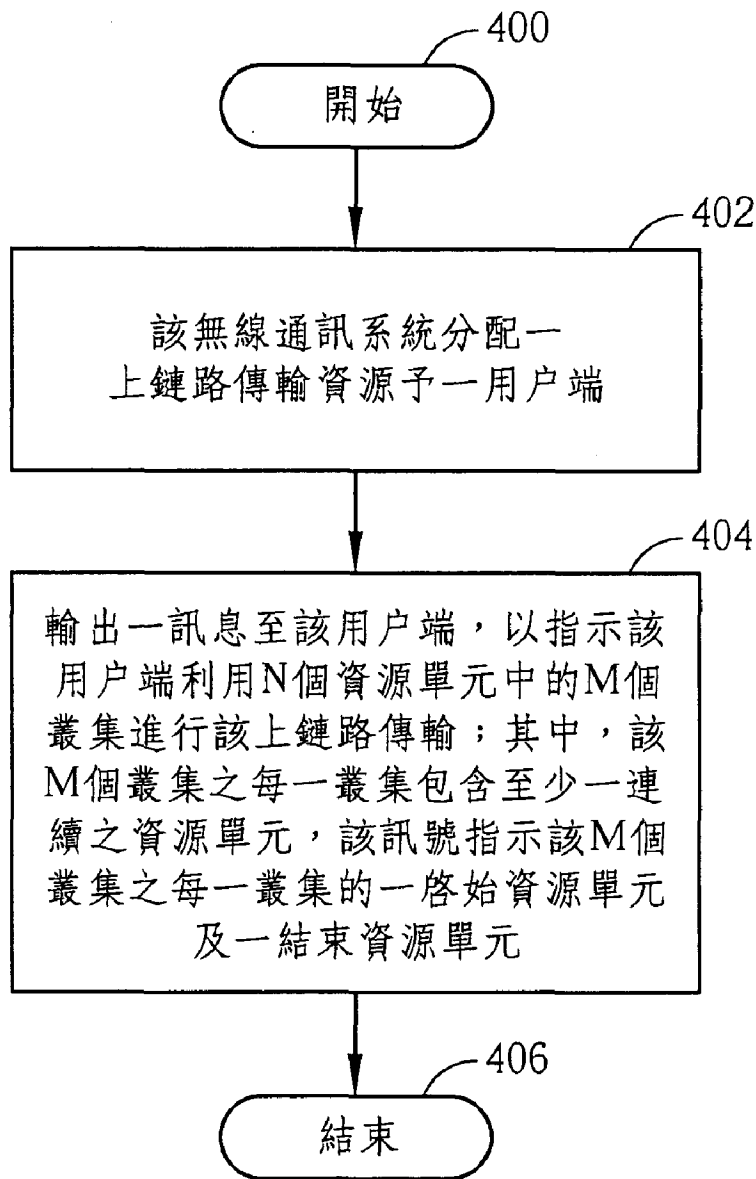 400
開始
402
該無線通訊系統分配一
上鏈路傳輸資源予一用户端
404
輸出一訊息至該用户端，以指示該
用户端利用N個資源單元中的M個
叢集進行該上鏈路傳輸；其中，該
M個叢集之每一叢集包含至少一連
續之資源單元，該訊號指示該M個
叢集之每一叢集的一啓始資源單元
及一結束資源單元
406
結束